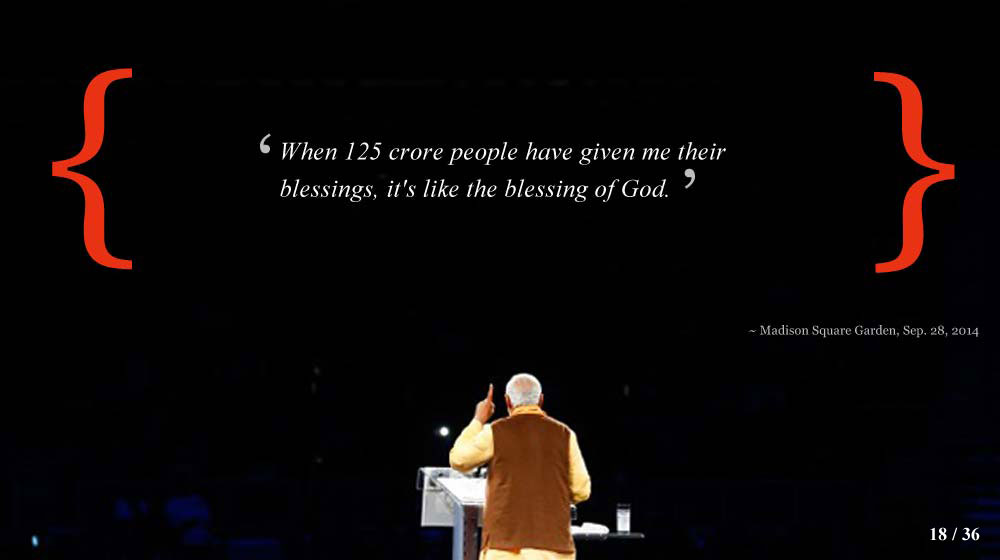 ‘ When 125 crore people have given me their
blessings, it's like the blessing of God. ’
~ Madison Square Garden, Sep. 28, 2014
18 / 36